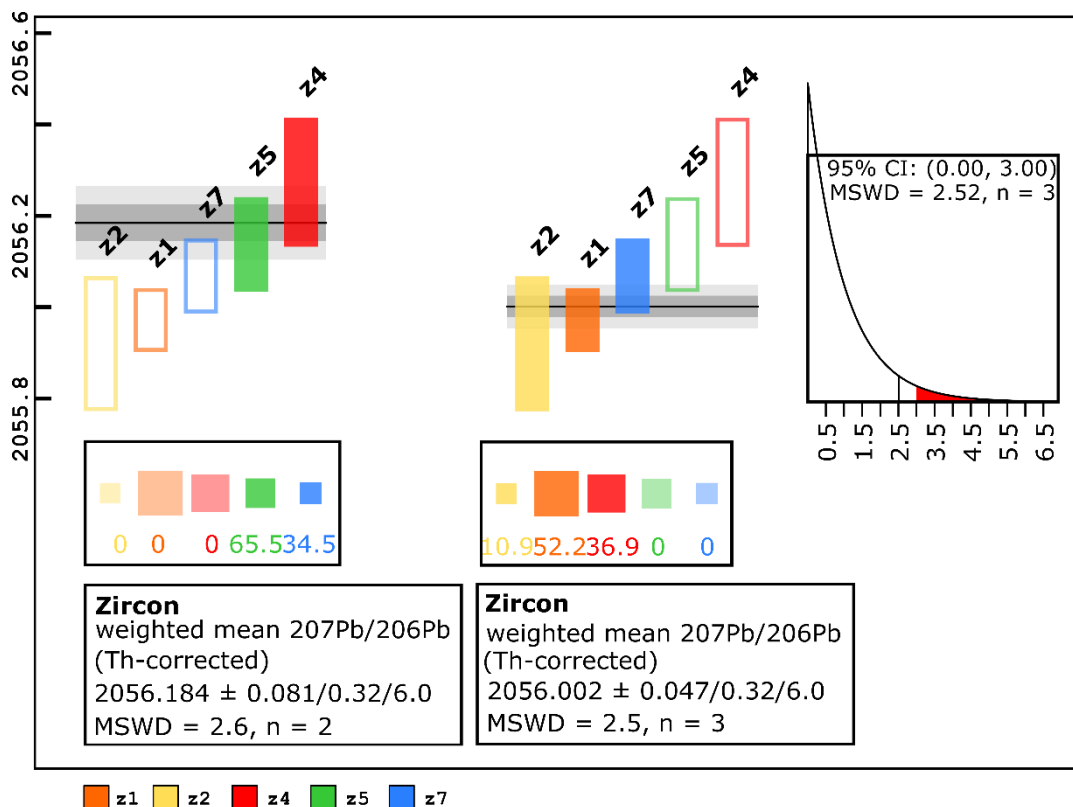 2056.6
2056.2
2055.8
z2
z1
z7
z5
z4
z2
z1
z7
z5
z4
95% CI: (0.00, 3.00)
MSWD = 2.52, n = 3
0.5 1.5 2.5 3.5 4.5 5.5 6.5
0 0 0 65.5 34.5
10.9 52.2 36.9 0 0
Zircon
weighted mean 207Pb/206Pb
(Th-corrected)
2056.184 ± 0.081/0.32/6.0
MSWD = 2.6, n = 2
Zircon
weighted mean 207Pb/206Pb
(Th-corrected)
2056.002 ± 0.047/0.32/6.0
MSWD = 2.5, n = 3
z1 z2 z4 z5 z7